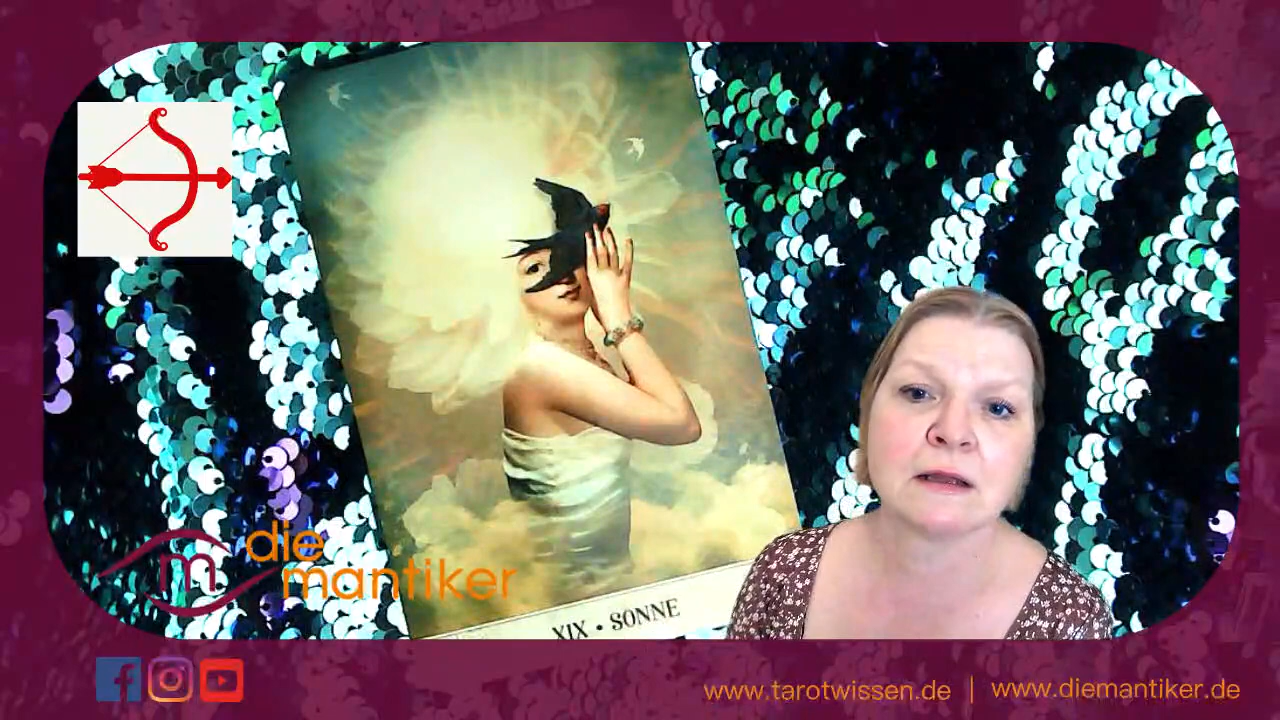 m
die
mantiker
XIX • SONNE
www.tarotwissen.de | www.diemantiker.de